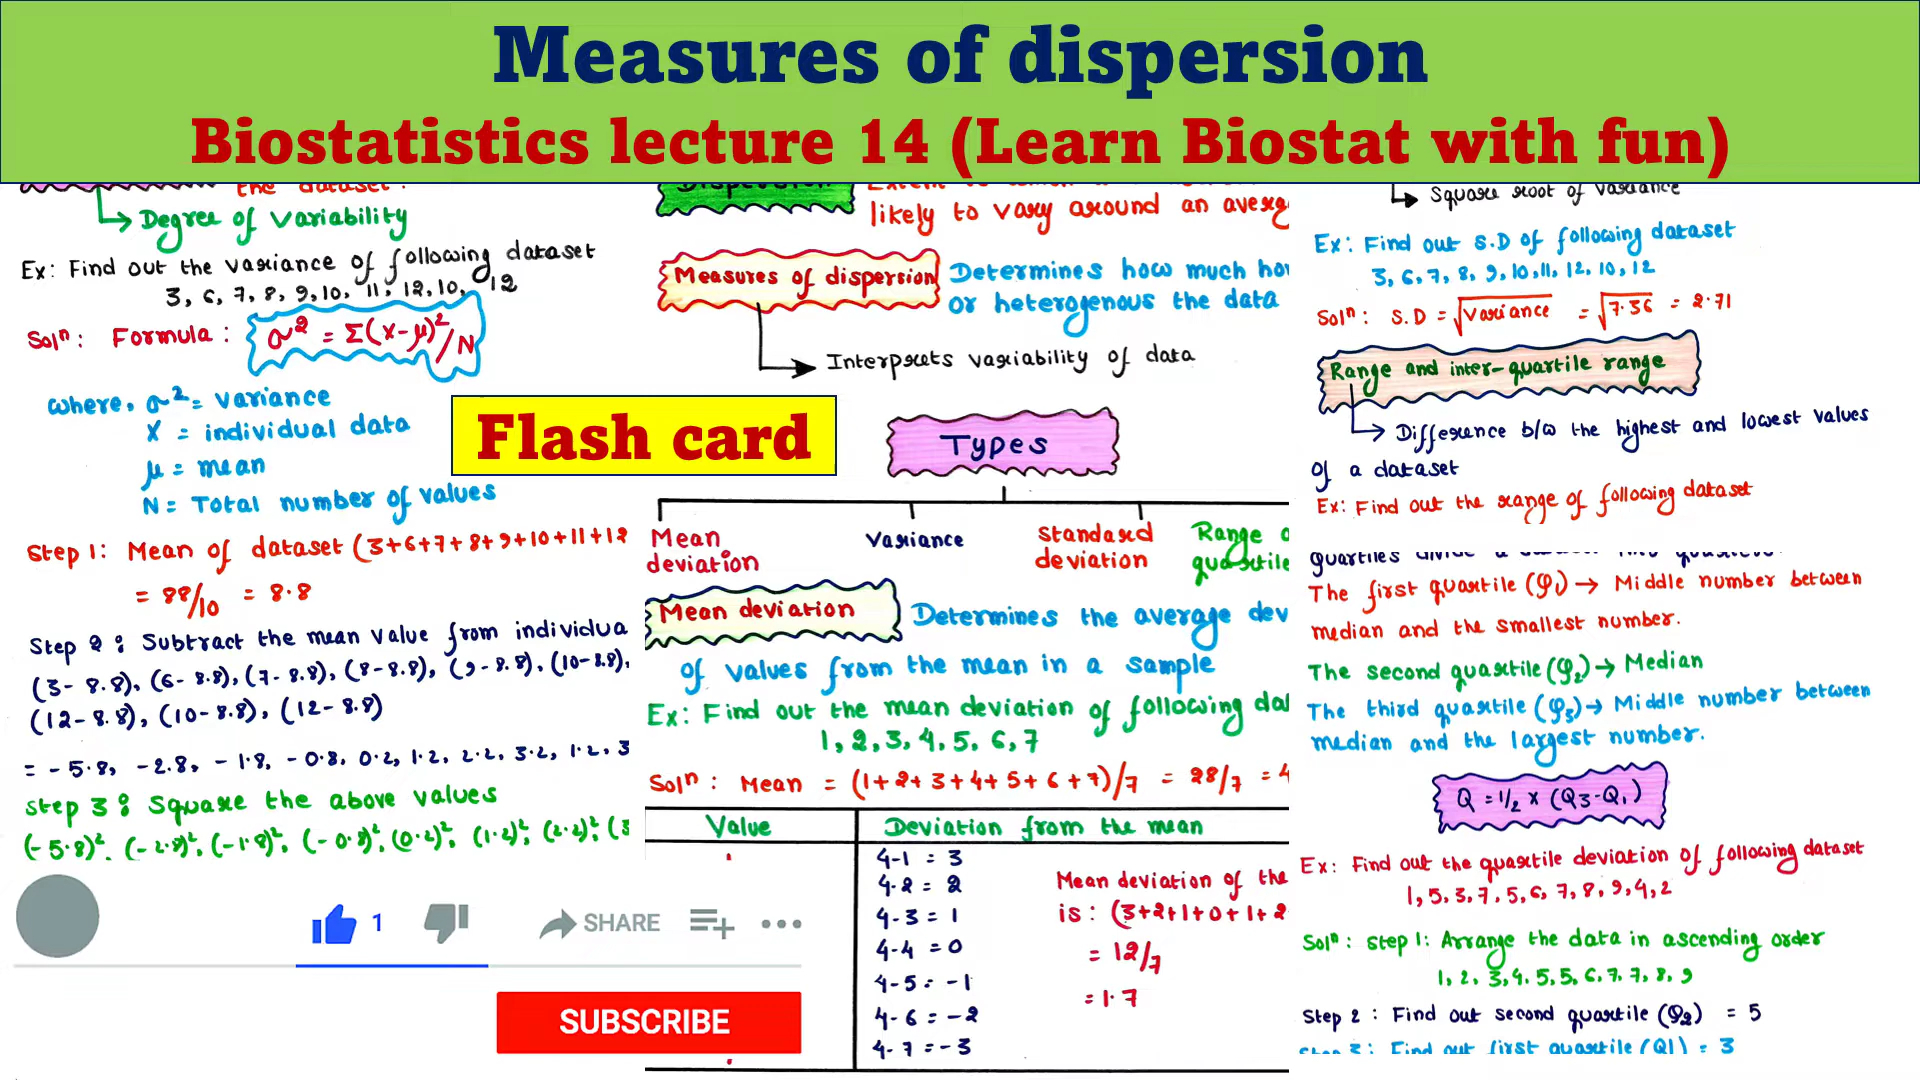 Measures of dispersion
Biostatistics lecture 14 (Learn Biostat with fun)
Flash card
the dataset.
Degree of variability
Ex: Find out the variance of following dataset
3, 6, 7, 8, 9, 10, 11, 12, 10, 12
Solⁿ: Formula: σ² = Σ(x-μ)²/N
where, σ² = variance
X = individual data
μ = mean
N = Total number of values
Step 1: Mean of dataset (3+6+7+8+9+10+11+12
= 88/10 = 8.8
Step 2: Subtract the mean value from individua
(3-8.8), (6-8.8), (7-8.8), (8-8.8), (9-8.8), (10-8.8),
(12-8.8), (10-8.8), (12-8.8)
= -5.8, -2.8, -1.8, -0.8, 0.2, 1.2, 2.2, 3.2, 1.2, 3
Step 3: Square the above values
(-5.8)², (-2.8)², (-1.8)², (-0.8)², (0.2)², (1.2)², (2.2)², (3
1
SHARE
SUBSCRIBE
Dispersion
likely to vary around an averag
Measures of dispersion Determines how much ho
or heterogenous the data
Interprets variability of data
Types
Mean deviation
Variance
Standard deviation
Range
quartile
Mean deviation Determines the average dev
of values from the mean in a sample
Ex: Find out the mean deviation of following da
1, 2, 3, 4, 5, 6, 7
Solⁿ: Mean = (1+2+3+4+5+6+7)/7 = 28/7 = 4
Value Deviation from the mean
4-1 = 3
4-2 = 2
4-3 = 1
4-4 = 0
4-5 = -1
4-6 = -2
4-7 = -3
Mean deviation of the
is: (3+2+1+0+1+2
= 12/7
= 1.7
Square root of variance
Ex: Find out S.D of following dataset
3, 6, 7, 8, 9, 10, 11, 12, 10, 12
Solⁿ: S.D = √variance = √7.36 = 2.71
Range and inter-quartile range
Difference b/w the highest and lowest values
of a dataset
Ex: Find out the range of following dataset
quartiles divide a
The first quartile (Q₁) → Middle number between
median and the smallest number.
The second quartile (Q₂) → Median
The third quartile (Q₃) → Middle number between
median and the largest number.
Q = 1/2 x (Q3-Q1)
Ex: Find out the quartile deviation of following dataset
1, 5, 3, 7, 5, 6, 7, 8, 9, 4, 2
Solⁿ: Step 1: Arrange the data in ascending order
1, 2, 3, 4, 5, 5, 6, 7, 7, 8, 9
Step 2: Find out second quartile (Q₂) = 5
Step 3: Find out first quartile (Q1) = 3